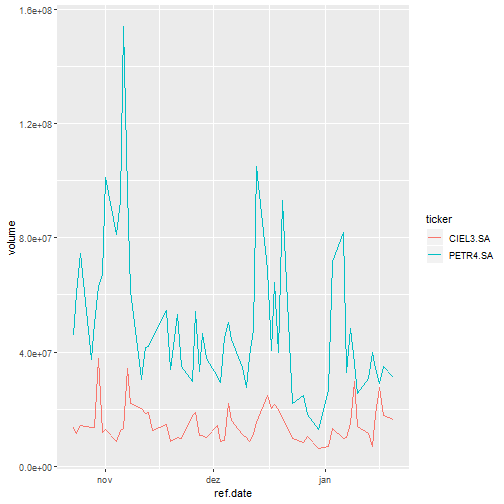 1.6e+08
1.2e+08
8.0e+07
4.0e+07
0.0e+00
volume
nov
dez
jan
ref.date
ticker
CIEL3.SA
PETR4.SA